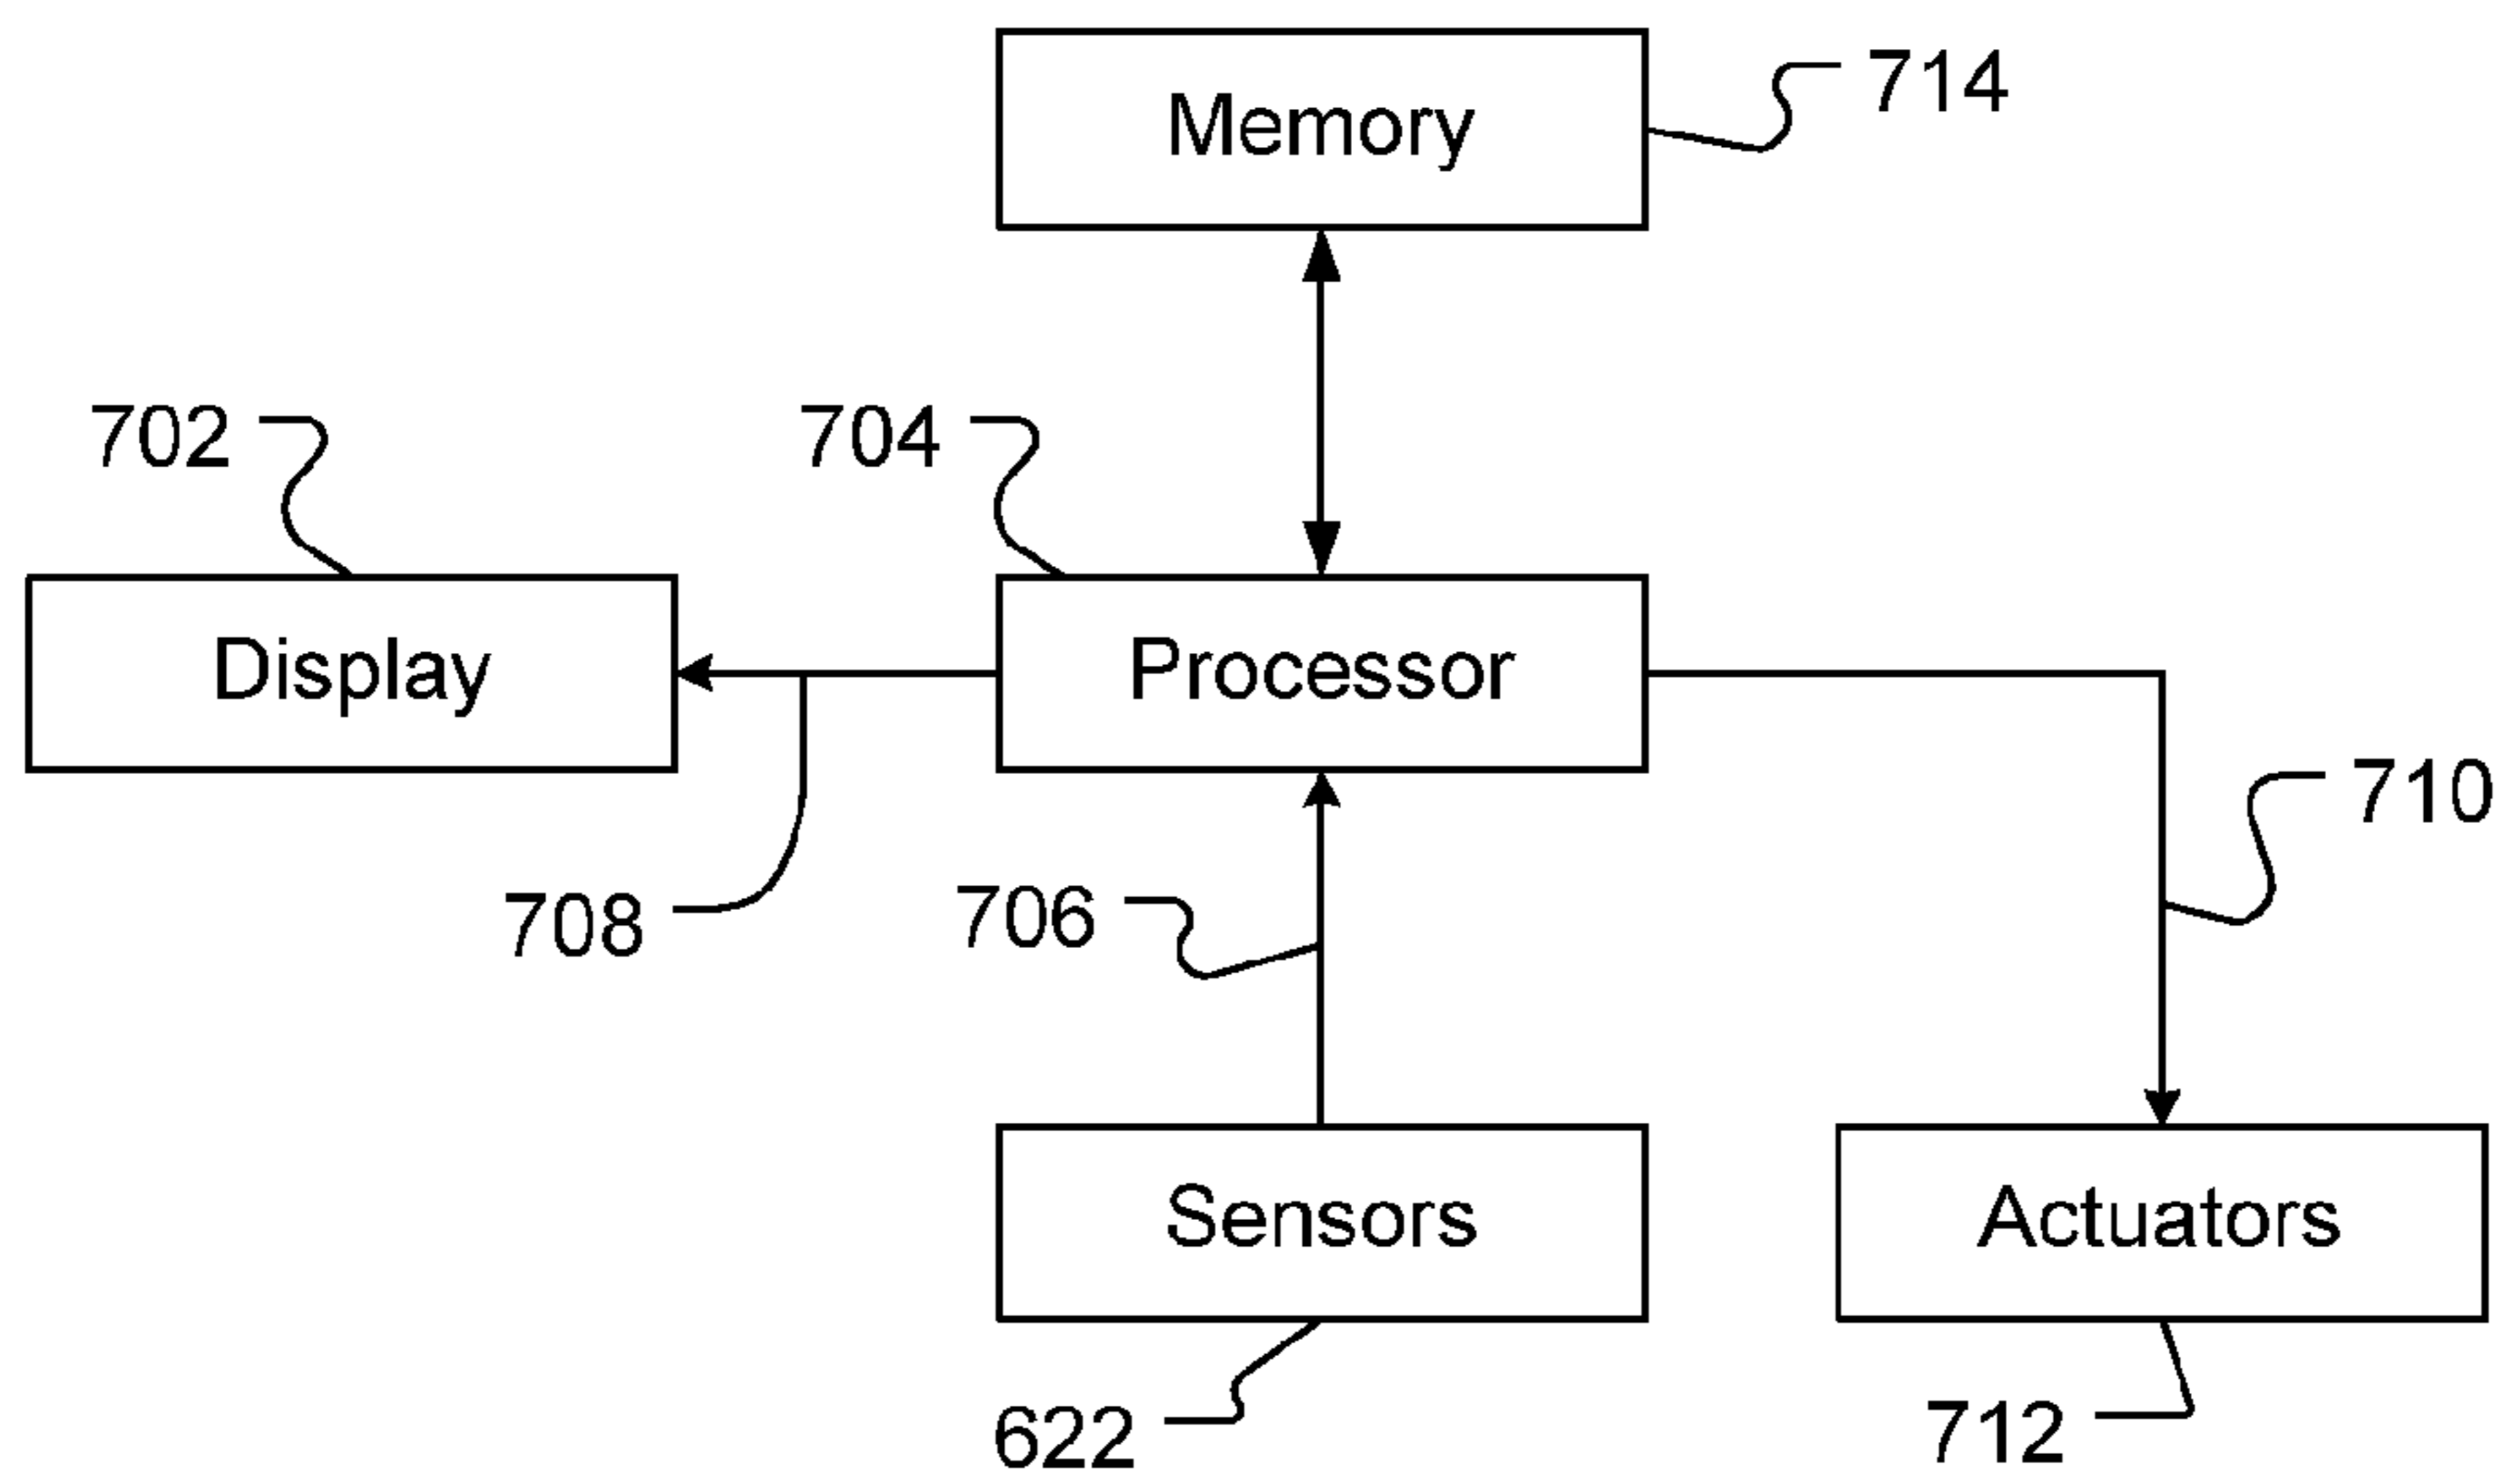 Memory
714
702
704
Display
Processor
710
708
706
Sensors
Actuators
622
712